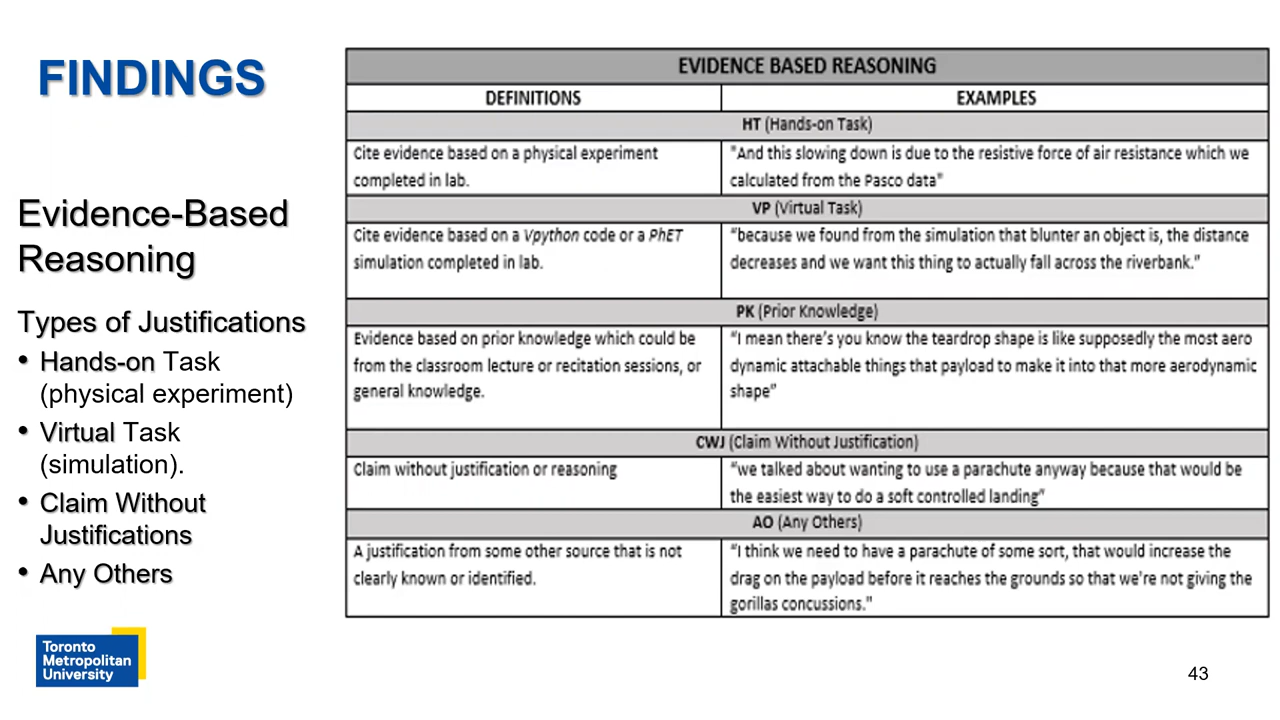 FINDINGS
Evidence-Based
Reasoning
Types of Justifications
• Hands-on Task
(physical experiment)
• Virtual Task
(simulation).
• Claim Without
Justifications
• Any Others
EVIDENCE BASED REASONING
DEFINITIONS
EXAMPLES
HT (Hands-on Task)
Cite evidence based on a physical experiment
completed in lab.
"And this slowing down is due to the resistive force of air resistance which we
calculated from the Pasco data"
VP (Virtual Task)
Cite evidence based on a Vpython code or a PhET
simulation completed in lab.
“because we found from the simulation that blunter an object is, the distance
decreases and we want this thing to actually fall across the riverbank.”
PK (Prior Knowledge)
Evidence based on prior knowledge which could be
from the classroom lecture or recitation sessions, or
general knowledge.
“I mean there’s you know the teardrop shape is like supposedly the most aero
dynamic attachable things that payload to make it into that more aerodynamic
shape”
CWJ (Claim Without Justification)
Claim without justification or reasoning
“we talked about wanting to use a parachute anyway because that would be
the easiest way to do a soft controlled landing”
AO (Any Others)
A justification from some other source that is not
clearly known or identified.
“I think we need to have a parachute of some sort, that would increase the
drag on the payload before it reaches the grounds so that we're not giving the
gorillas concussions."
Toronto
Metropolitan
University
43